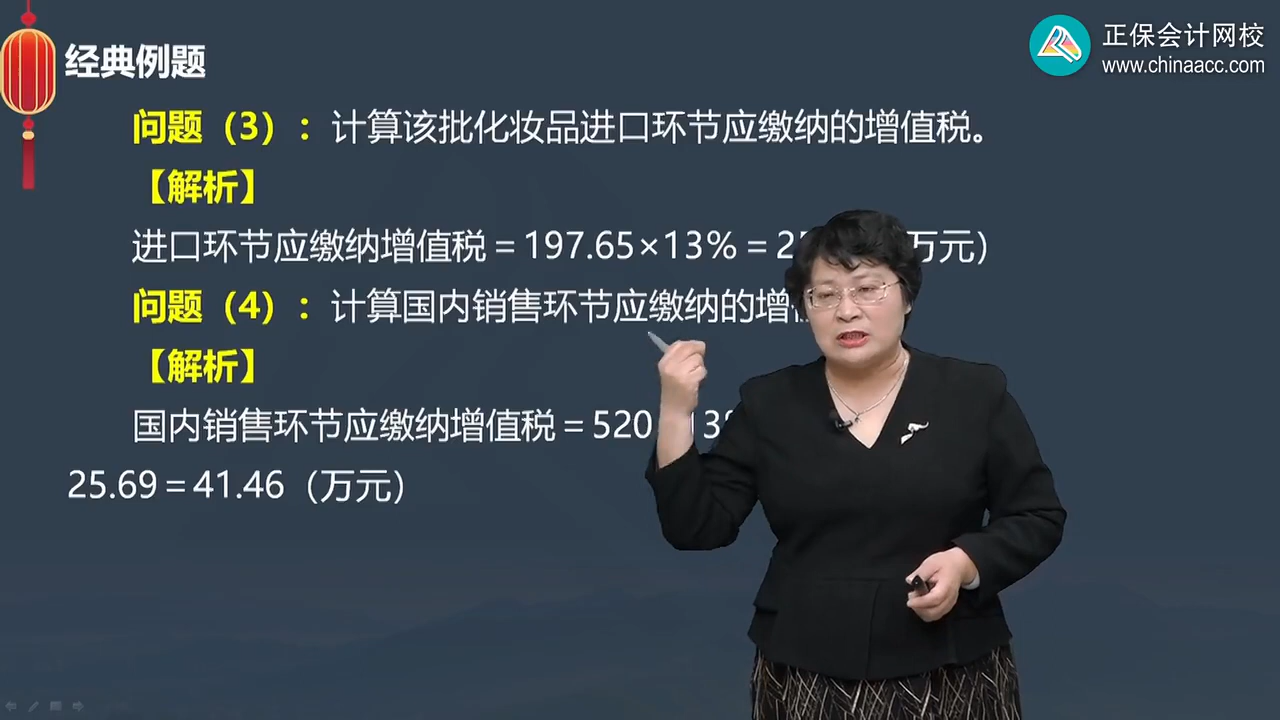 正保会计网校
www.chinaacc.com
经典例题
问题（3）：计算该批化妆品进口环节应缴纳的增值税。
【解析】
进口环节应缴纳增值税＝197.65×13%＝2 万元）
问题（4）：计算国内销售环节应缴纳的增
【解析】
国内销售环节应缴纳增值税＝520 13
25.69＝41.46（万元）